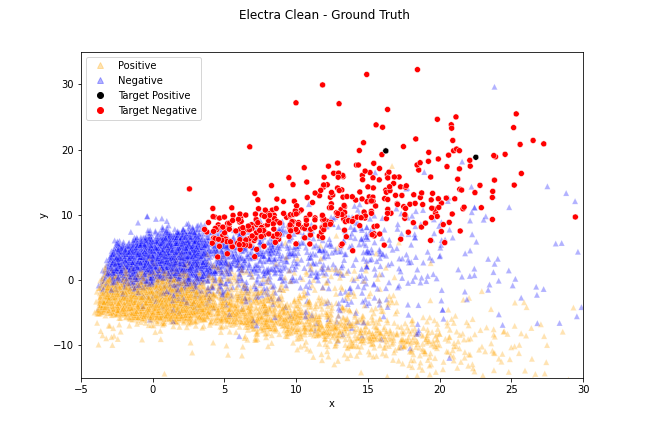 Electra Clean - Ground Truth
Positive
Negative
Target Positive
Target Negative
30
20
10
0
−10
y
−5
0
5
10
15
20
25
30
x